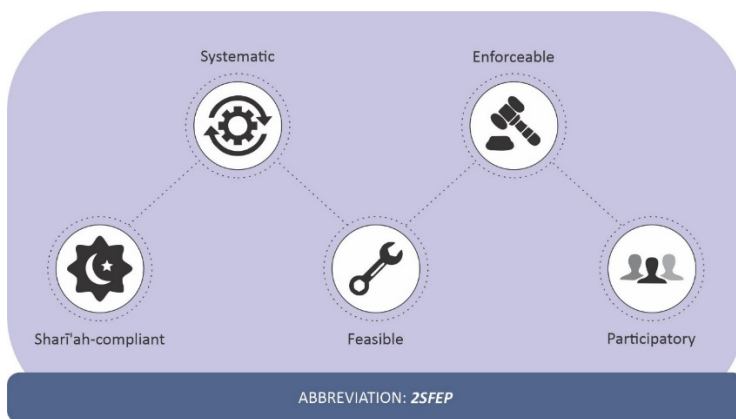 Systematic
Enforceable
Sharī'ah-compliant
Feasible
Participatory
ABBREVIATION: 2SFEP